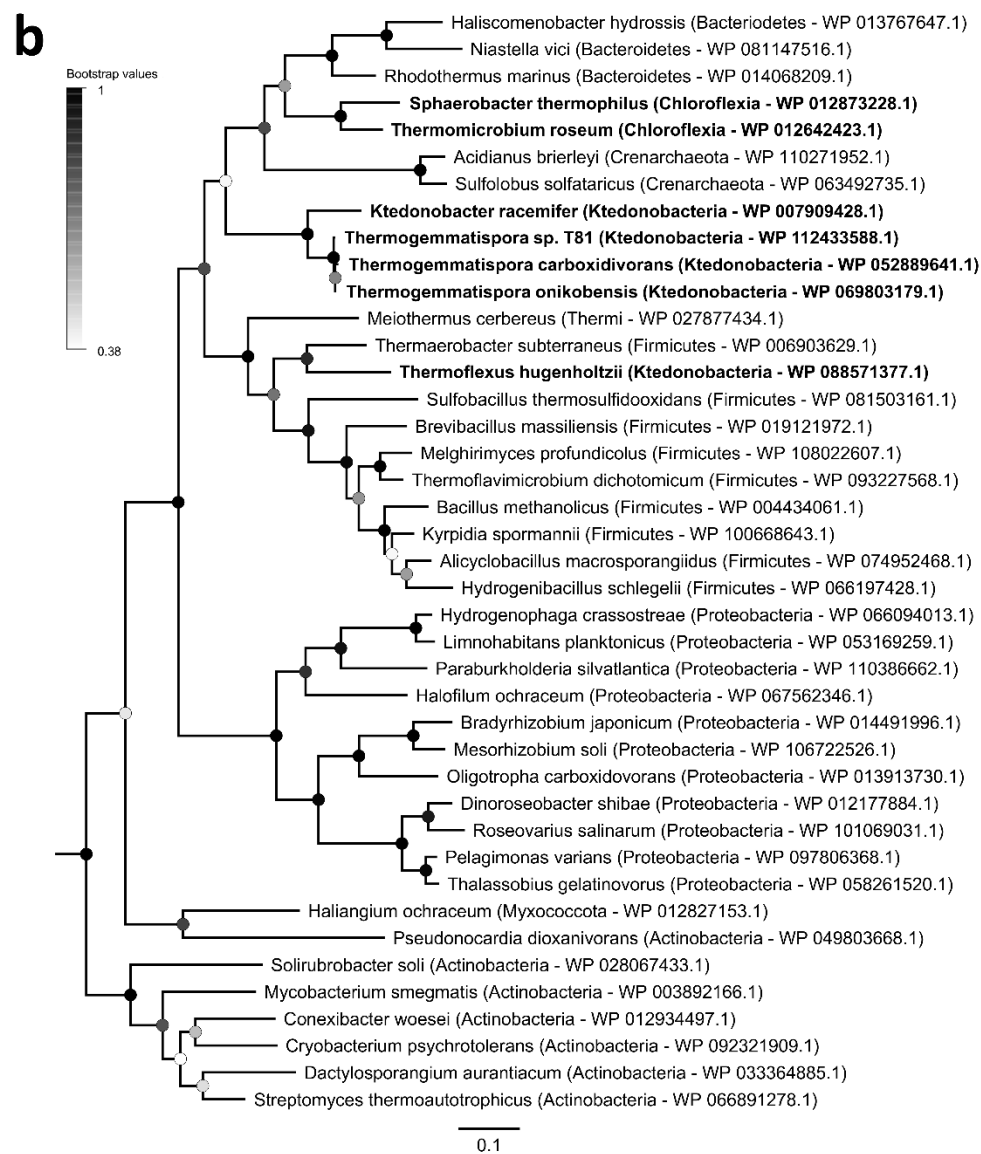 b
Bootstrap values
1
0.38
Haliscomenobacter hydrossis (Bacteriodetes - WP 013767647.1)
Niastella vici (Bacteroidetes - WP 081147516.1)
Rhodothermus marinus (Bacteroidetes - WP 014068209.1)
Sphaerobacter thermophilus (Chloroflexia - WP 012873228.1)
Thermomicrobium roseum (Chloroflexia - WP 012642423.1)
Acidianus brierleyi (Crenarchaeota - WP 110271952.1)
Sulfolobus solfataricus (Crenarchaeota - WP 063492735.1)
Ktedonobacter racemifer (Ktedonobacteria - WP 007909428.1)
Thermogemmatispora sp. T81 (Ktedonobacteria - WP 112433588.1)
Thermogemmatispora carboxidivorans (Ktedonobacteria - WP 052889641.1)
Thermogemmatispora onikobensis (Ktedonobacteria - WP 069803179.1)
Meiothermus cerbereus (Thermi - WP 027877434.1)
Thermaerobacter subterraneus (Firmicutes - WP 006903629.1)
Thermoflexus hugenholtzii (Ktedonobacteria - WP 088571377.1)
Sulfobacillus thermosulfidooxidans (Firmicutes - WP 081503161.1)
Brevibacillus massiliensis (Firmicutes - WP 019121972.1)
Melghirimyces profundicolus (Firmicutes - WP 108022607.1)
Thermoflavimicrobium dichotomicum (Firmicutes - WP 093227568.1)
Bacillus methanolicus (Firmicutes - WP 004434061.1)
Kyrpidia spormannii (Firmicutes - WP 100668643.1)
Alicyclobacillus macrosporangiidus (Firmicutes - WP 074952468.1)
Hydrogenibacillus schlegelii (Firmicutes - WP 066197428.1)
Hydrogenophaga crassostreae (Proteobacteria - WP 066094013.1)
Limnohabitans planktonicus (Proteobacteria - WP 053169259.1)
Paraburkholderia silvatlantica (Proteobacteria - WP 110386662.1)
Halofilum ochraceum (Proteobacteria - WP 067562346.1)
Bradyrhizobium japonicum (Proteobacteria - WP 014491996.1)
Mesorhizobium soli (Proteobacteria - WP 106722526.1)
Oligotropha carboxidovorans (Proteobacteria - WP 013913730.1)
Dinoroseobacter shibae (Proteobacteria - WP 012177884.1)
Roseovarius salinarum (Proteobacteria - WP 101069031.1)
Pelagimonas varians (Proteobacteria - WP 097806368.1)
Thalassobius gelatinovorus (Proteobacteria - WP 058261520.1)
Haliangium ochraceum (Myxococcota - WP 012827153.1)
Pseudonocardia dioxanivorans (Actinobacteria - WP 049803668.1)
Solirubrobacter soli (Actinobacteria - WP 028067433.1)
Mycobacterium smegmatis (Actinobacteria - WP 003892166.1)
Conexibacter woesei (Actinobacteria - WP 012934497.1)
Cryobacterium psychrotolerans (Actinobacteria - WP 092321909.1)
Dactylosporangium aurantiacum (Actinobacteria - WP 033364885.1)
Streptomyces thermoautotrophicus (Actinobacteria - WP 066891278.1)
0.1